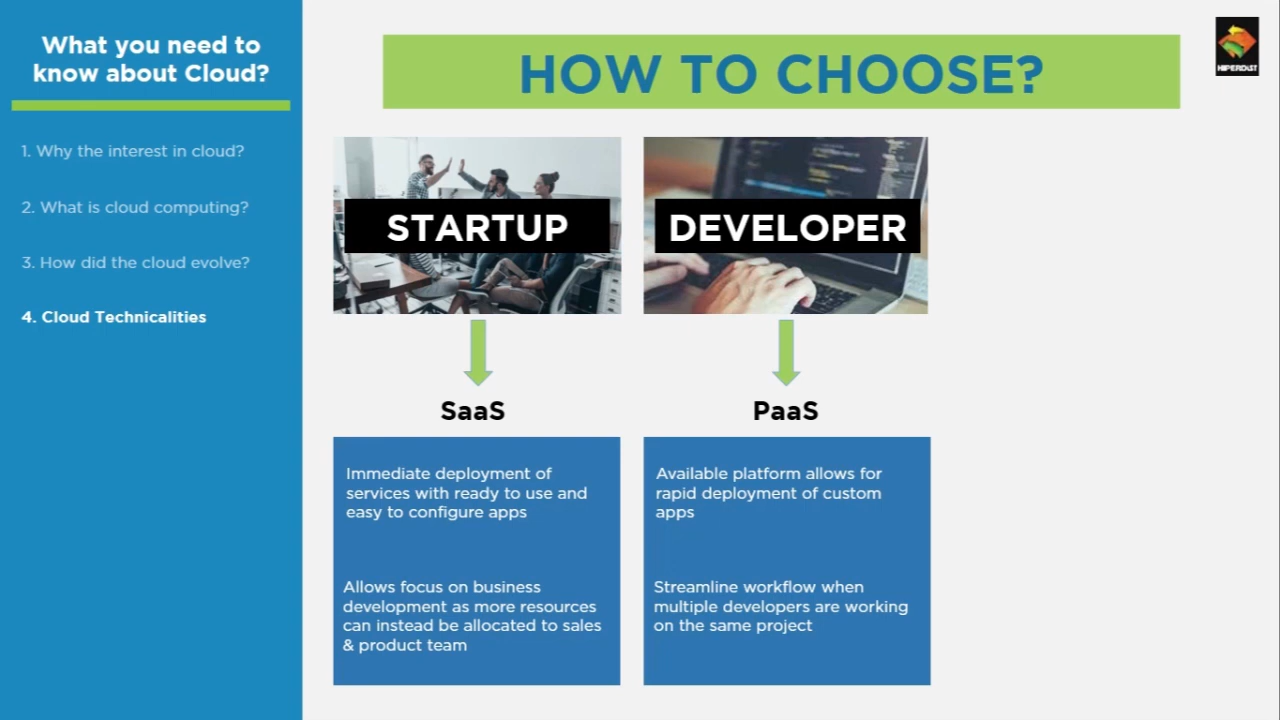 What you need to
know about Cloud?
1. Why the interest in cloud?
2. What is cloud computing?
3. How did the cloud evolve?
4. Cloud Technicalities
HOW TO CHOOSE?
HIPERDIST
STARTUP
DEVELOPER
SaaS
PaaS
Immediate deployment of
services with ready to use and
easy to configure apps
Allows focus on business
development as more resources
can instead be allocated to sales
& product team
Available platform allows for
rapid deployment of custom
apps
Streamline workflow when
multiple developers are working
on the same project